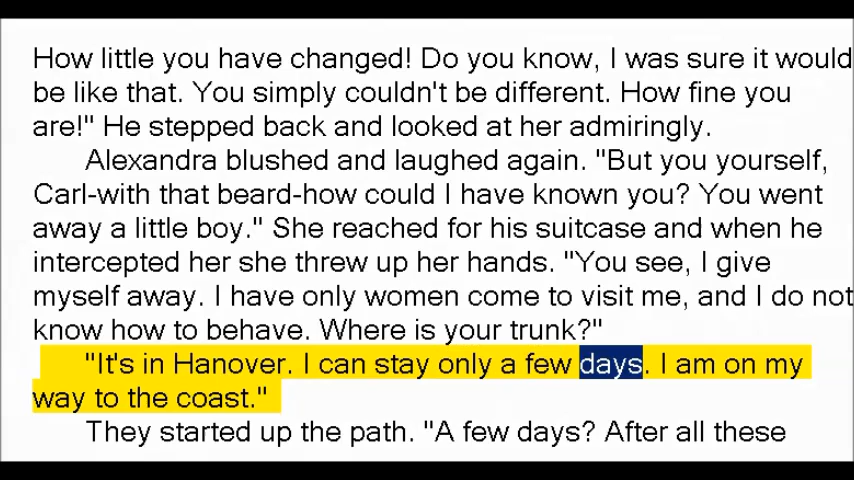 How little you have changed! Do you know, I was sure it would
be like that. You simply couldn't be different. How fine you
are!" He stepped back and looked at her admiringly.
Alexandra blushed and laughed again. "But you yourself,
Carl-with that beard-how could I have known you? You went
away a little boy." She reached for his suitcase and when he
intercepted her she threw up her hands. "You see, I give
myself away. I have only women come to visit me, and I do not
know how to behave. Where is your trunk?"
"It's in Hanover. I can stay only a few days. I am on my
way to the coast."
They started up the path. "A few days? After all these